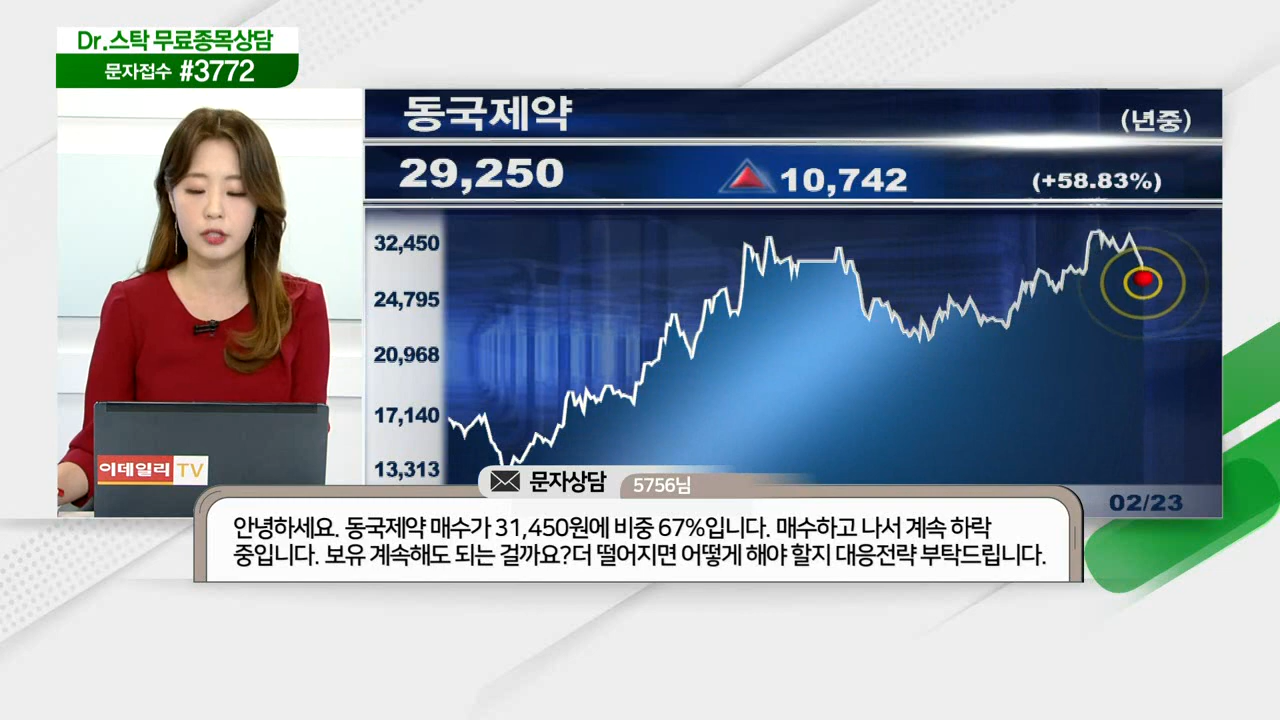 Dr.스탁 무료종목상담
문자접수 #3772
동국제약
(년중)
29,250
10,742
(+58.83%)
32,450
24,795
20,968
17,140
13,313
02/23
이데일리 TV
문자상담
5756님
안녕하세요. 동국제약 매수가 31,450원에 비중 67%입니다. 매수하고 나서 계속 하락
중입니다. 보유 계속해도 되는 걸까요?더 떨어지면 어떻게 해야 할지 대응전략 부탁드립니다.